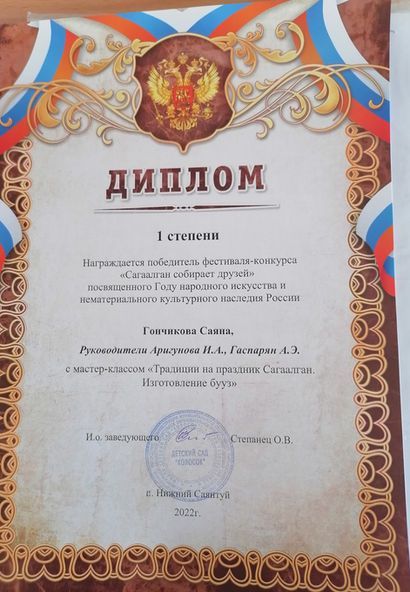 ДИПЛОМ
1 степени
Награждается победитель фестиваля-конкурса
«Сагаалган собирает друзей»
посвященного Году народного искусства и
нематериального культурного наследия России
Гончикова Саяна,
Руководители Аригунова И.А., Гаспарян А.Э.
с мастер-классом «Традиции на праздник Сагаалган.
Изготовление бууз»
И.о. заведующего Степанец О.В.
ДЕТСКИЙ САД
"КОЛОСОК"
с. Нижний Саянтуй
2022г.